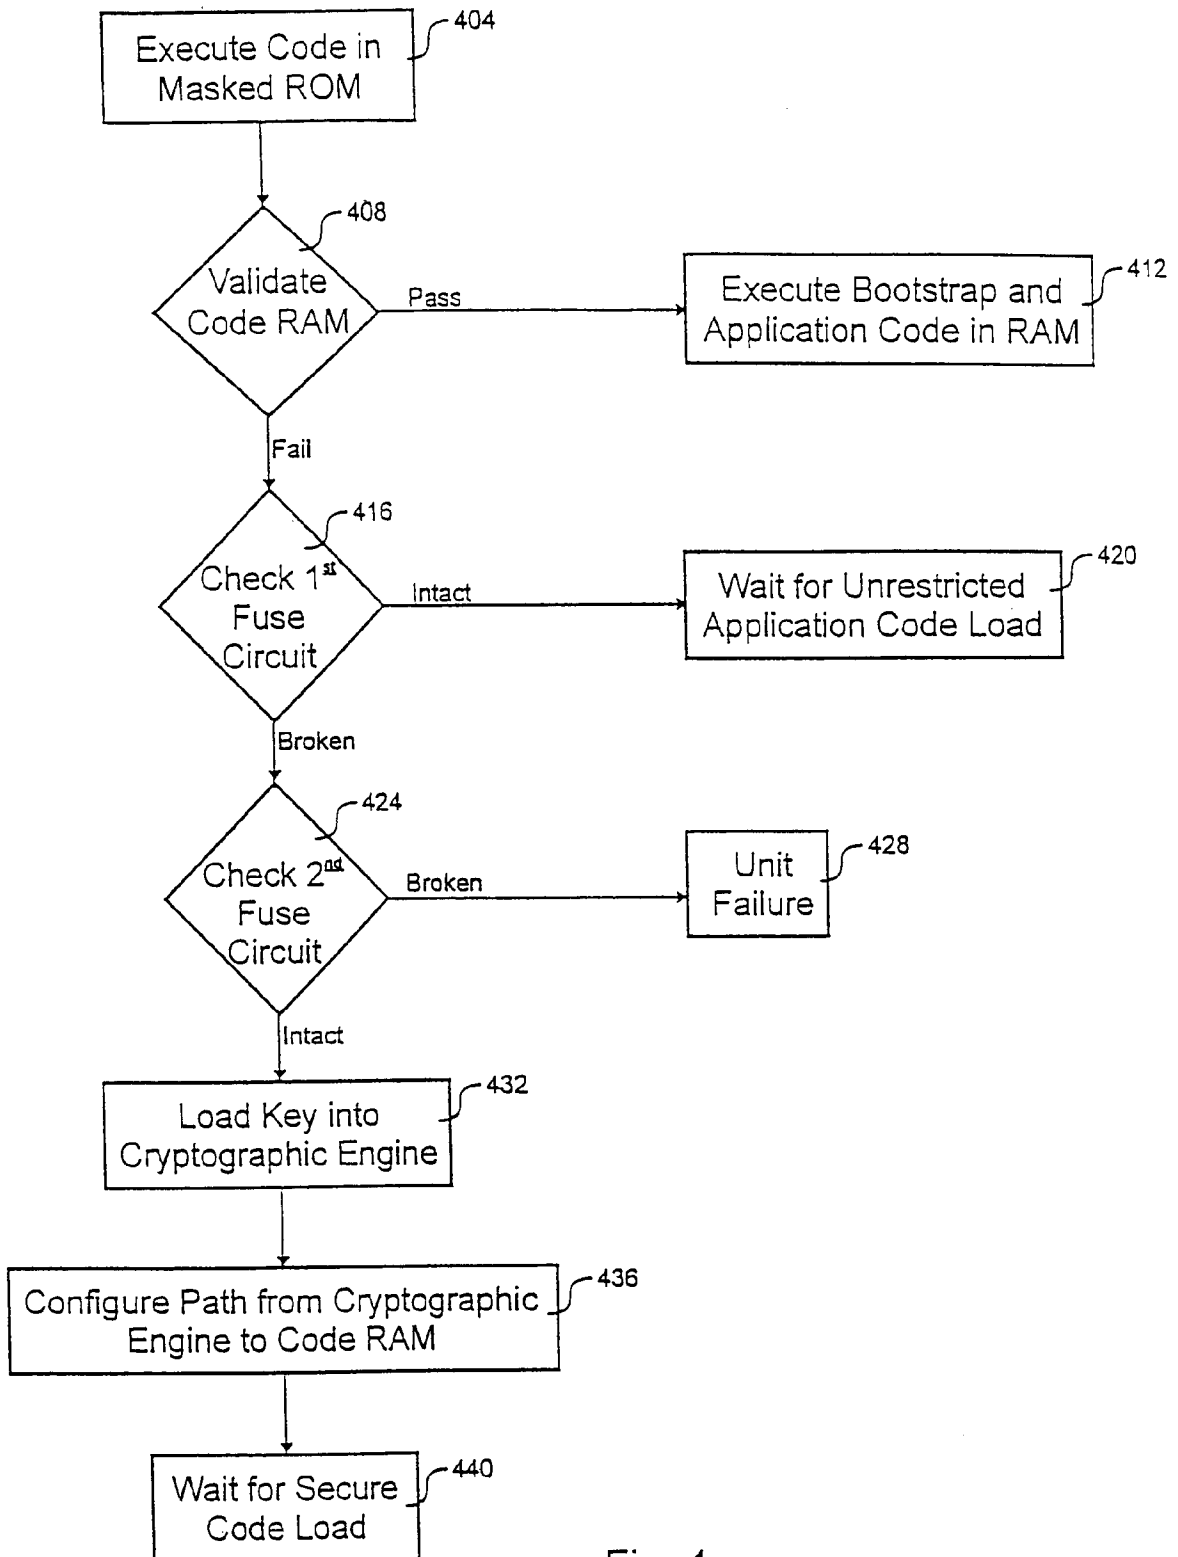 Execute Code in
Masked ROM
404
Validate
Code RAM
408
Pass
Execute Bootstrap and
Application Code in RAM
412
Fail
Check 1st
Fuse
Circuit
416
Intact
Wait for Unrestricted
Application Code Load
420
Broken
Check 2nd
Fuse
Circuit
424
Broken
Unit
Failure
428
Intact
Load Key into
Cryptographic Engine
432
Configure Path from Cryptographic
Engine to Code RAM
436
Wait for Secure
Code Load
440